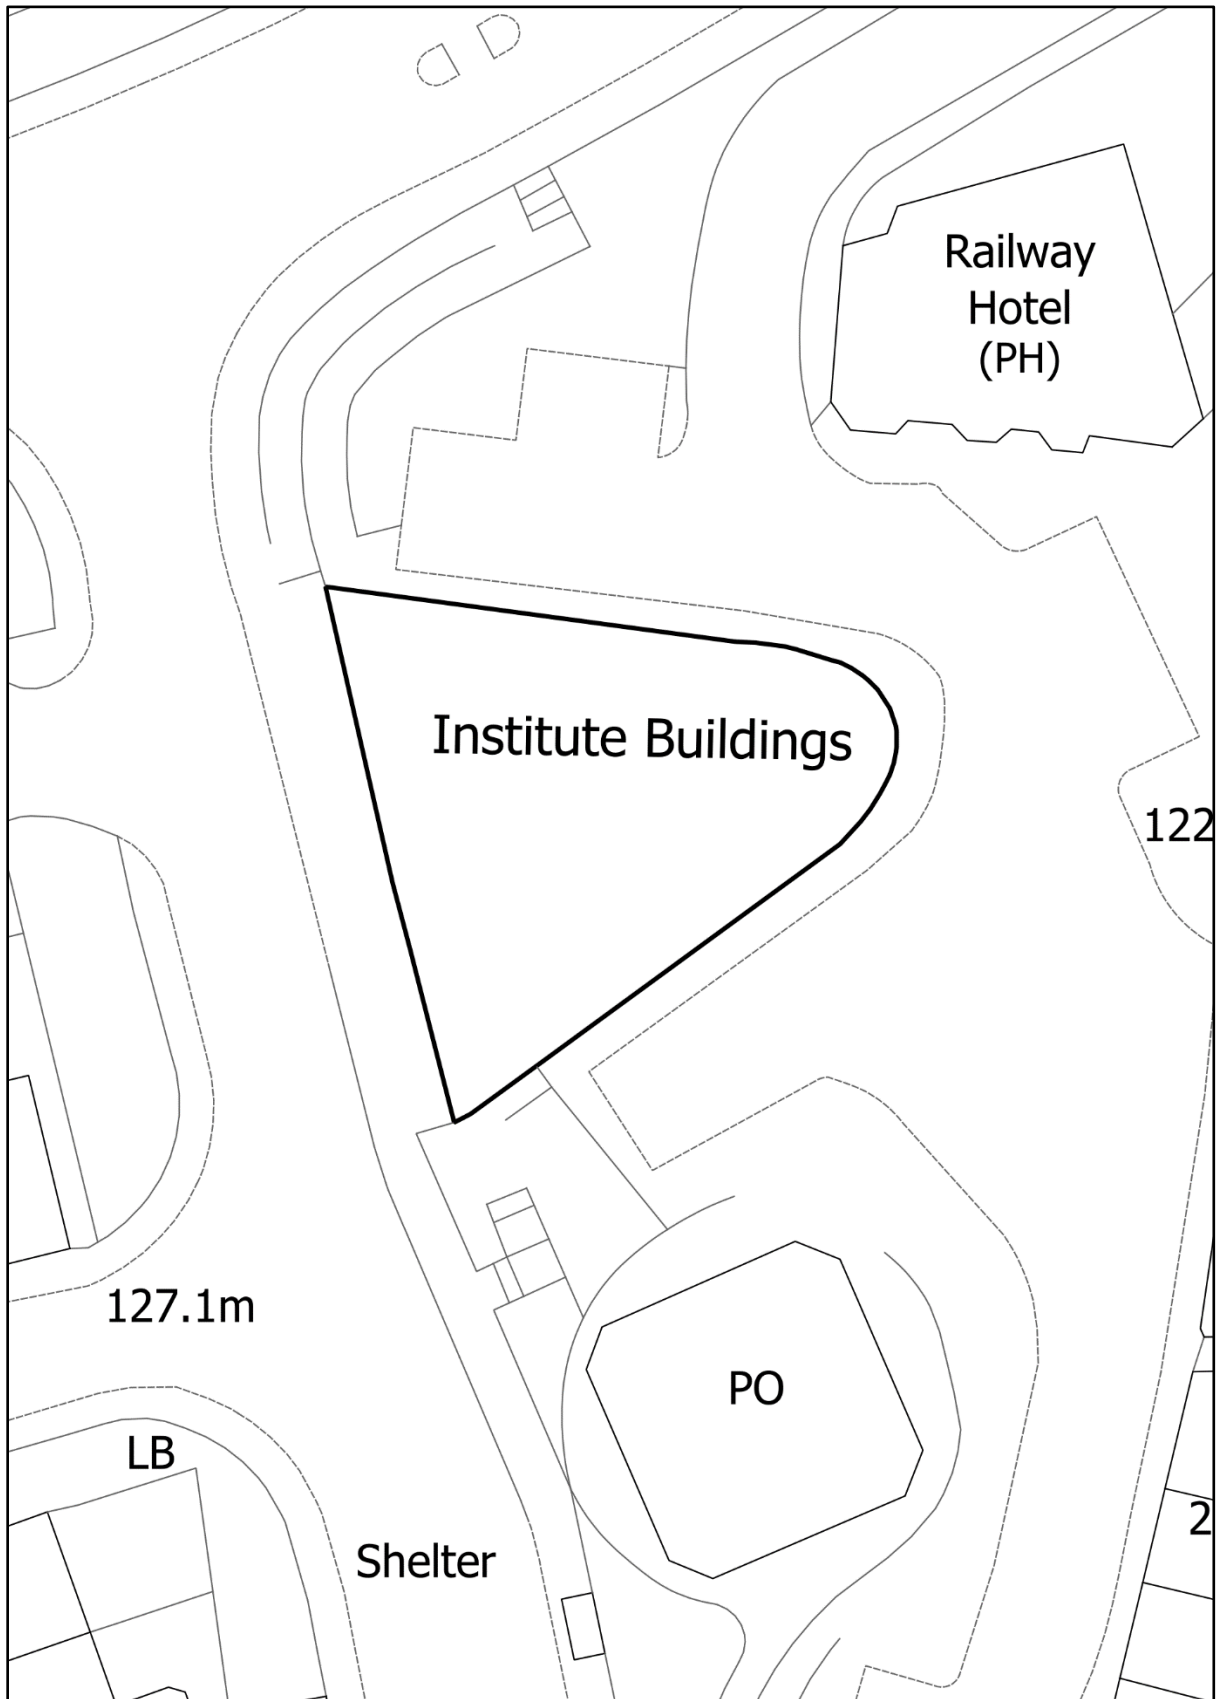 Railway
Hotel
(PH)
Institute Buildings
122
127.1m
PO
LB
2
Shelter